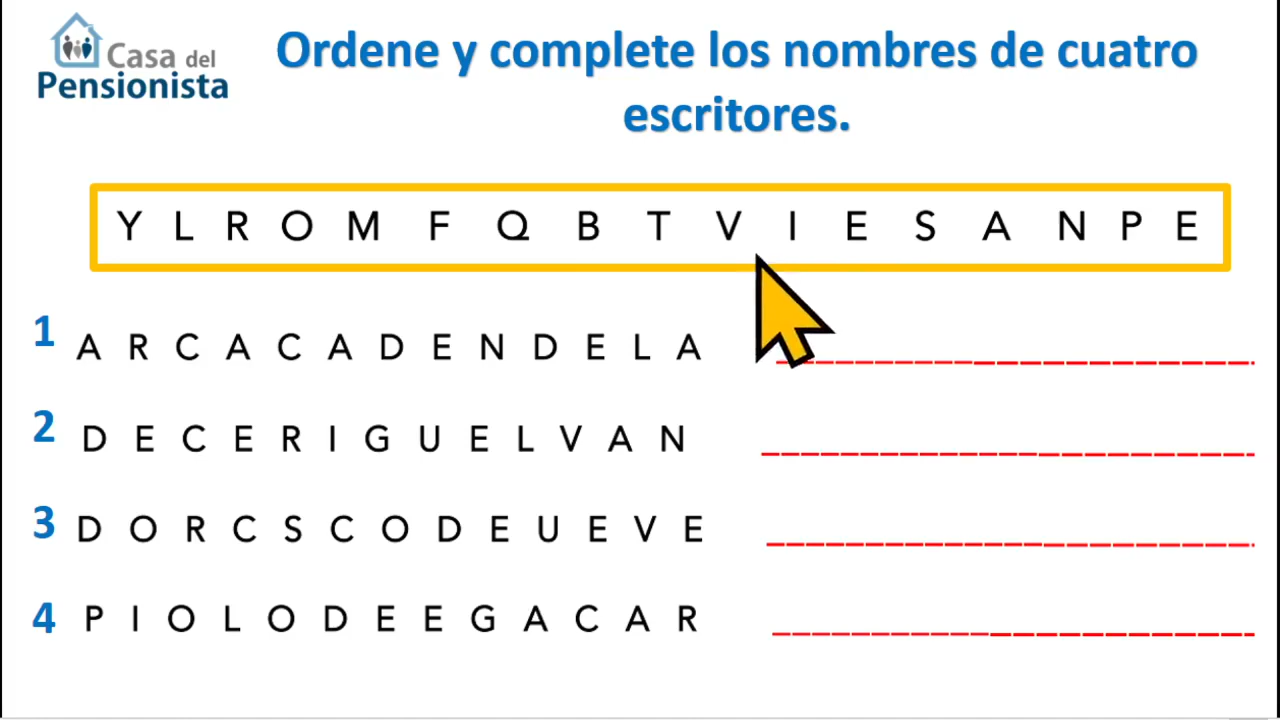 Casa del
Pensionista
Ordene y complete los nombres de cuatro
escritores.
Y L R O M F Q B T V I E S A N P E
1 A R C A C A D E N D E L A
2 D E C E R I G U E L V A N
3 D O R C S C O D E U E V E
4 P I O L O D E E G A C A R